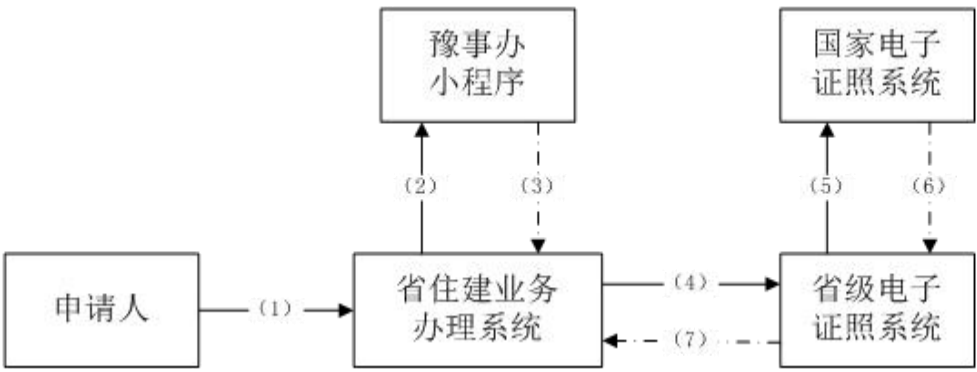 豫事办
小程序
国家电子
证照系统
（2）
（3）
（5）
（6）
申请人
（1）
省住建业务
办理系统
（4）
（7）
省级电子
证照系统